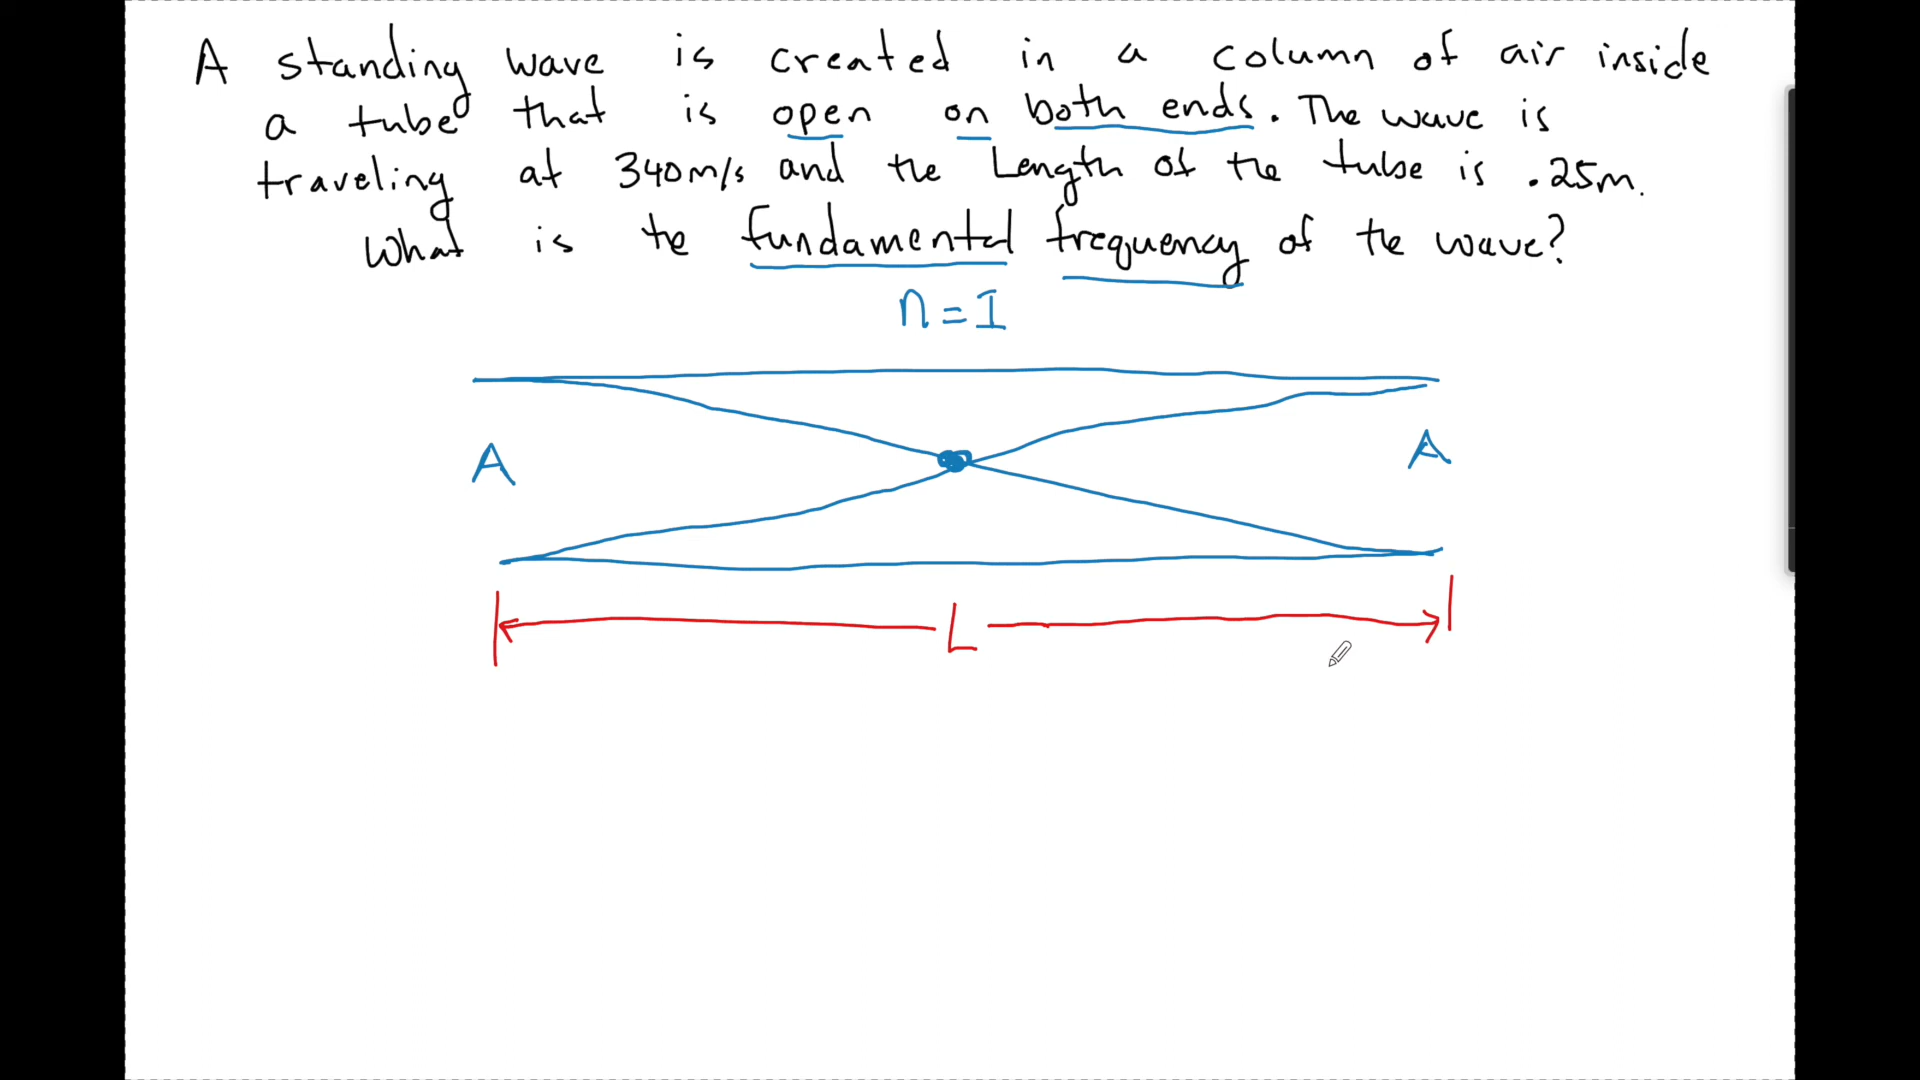 A standing wave is created in a column of air inside
a tube that is open on both ends. The wave is
traveling at 340m/s and the Length of the tube is .25m.
What is the fundamental frequency of the wave?
n = 1
A A
L